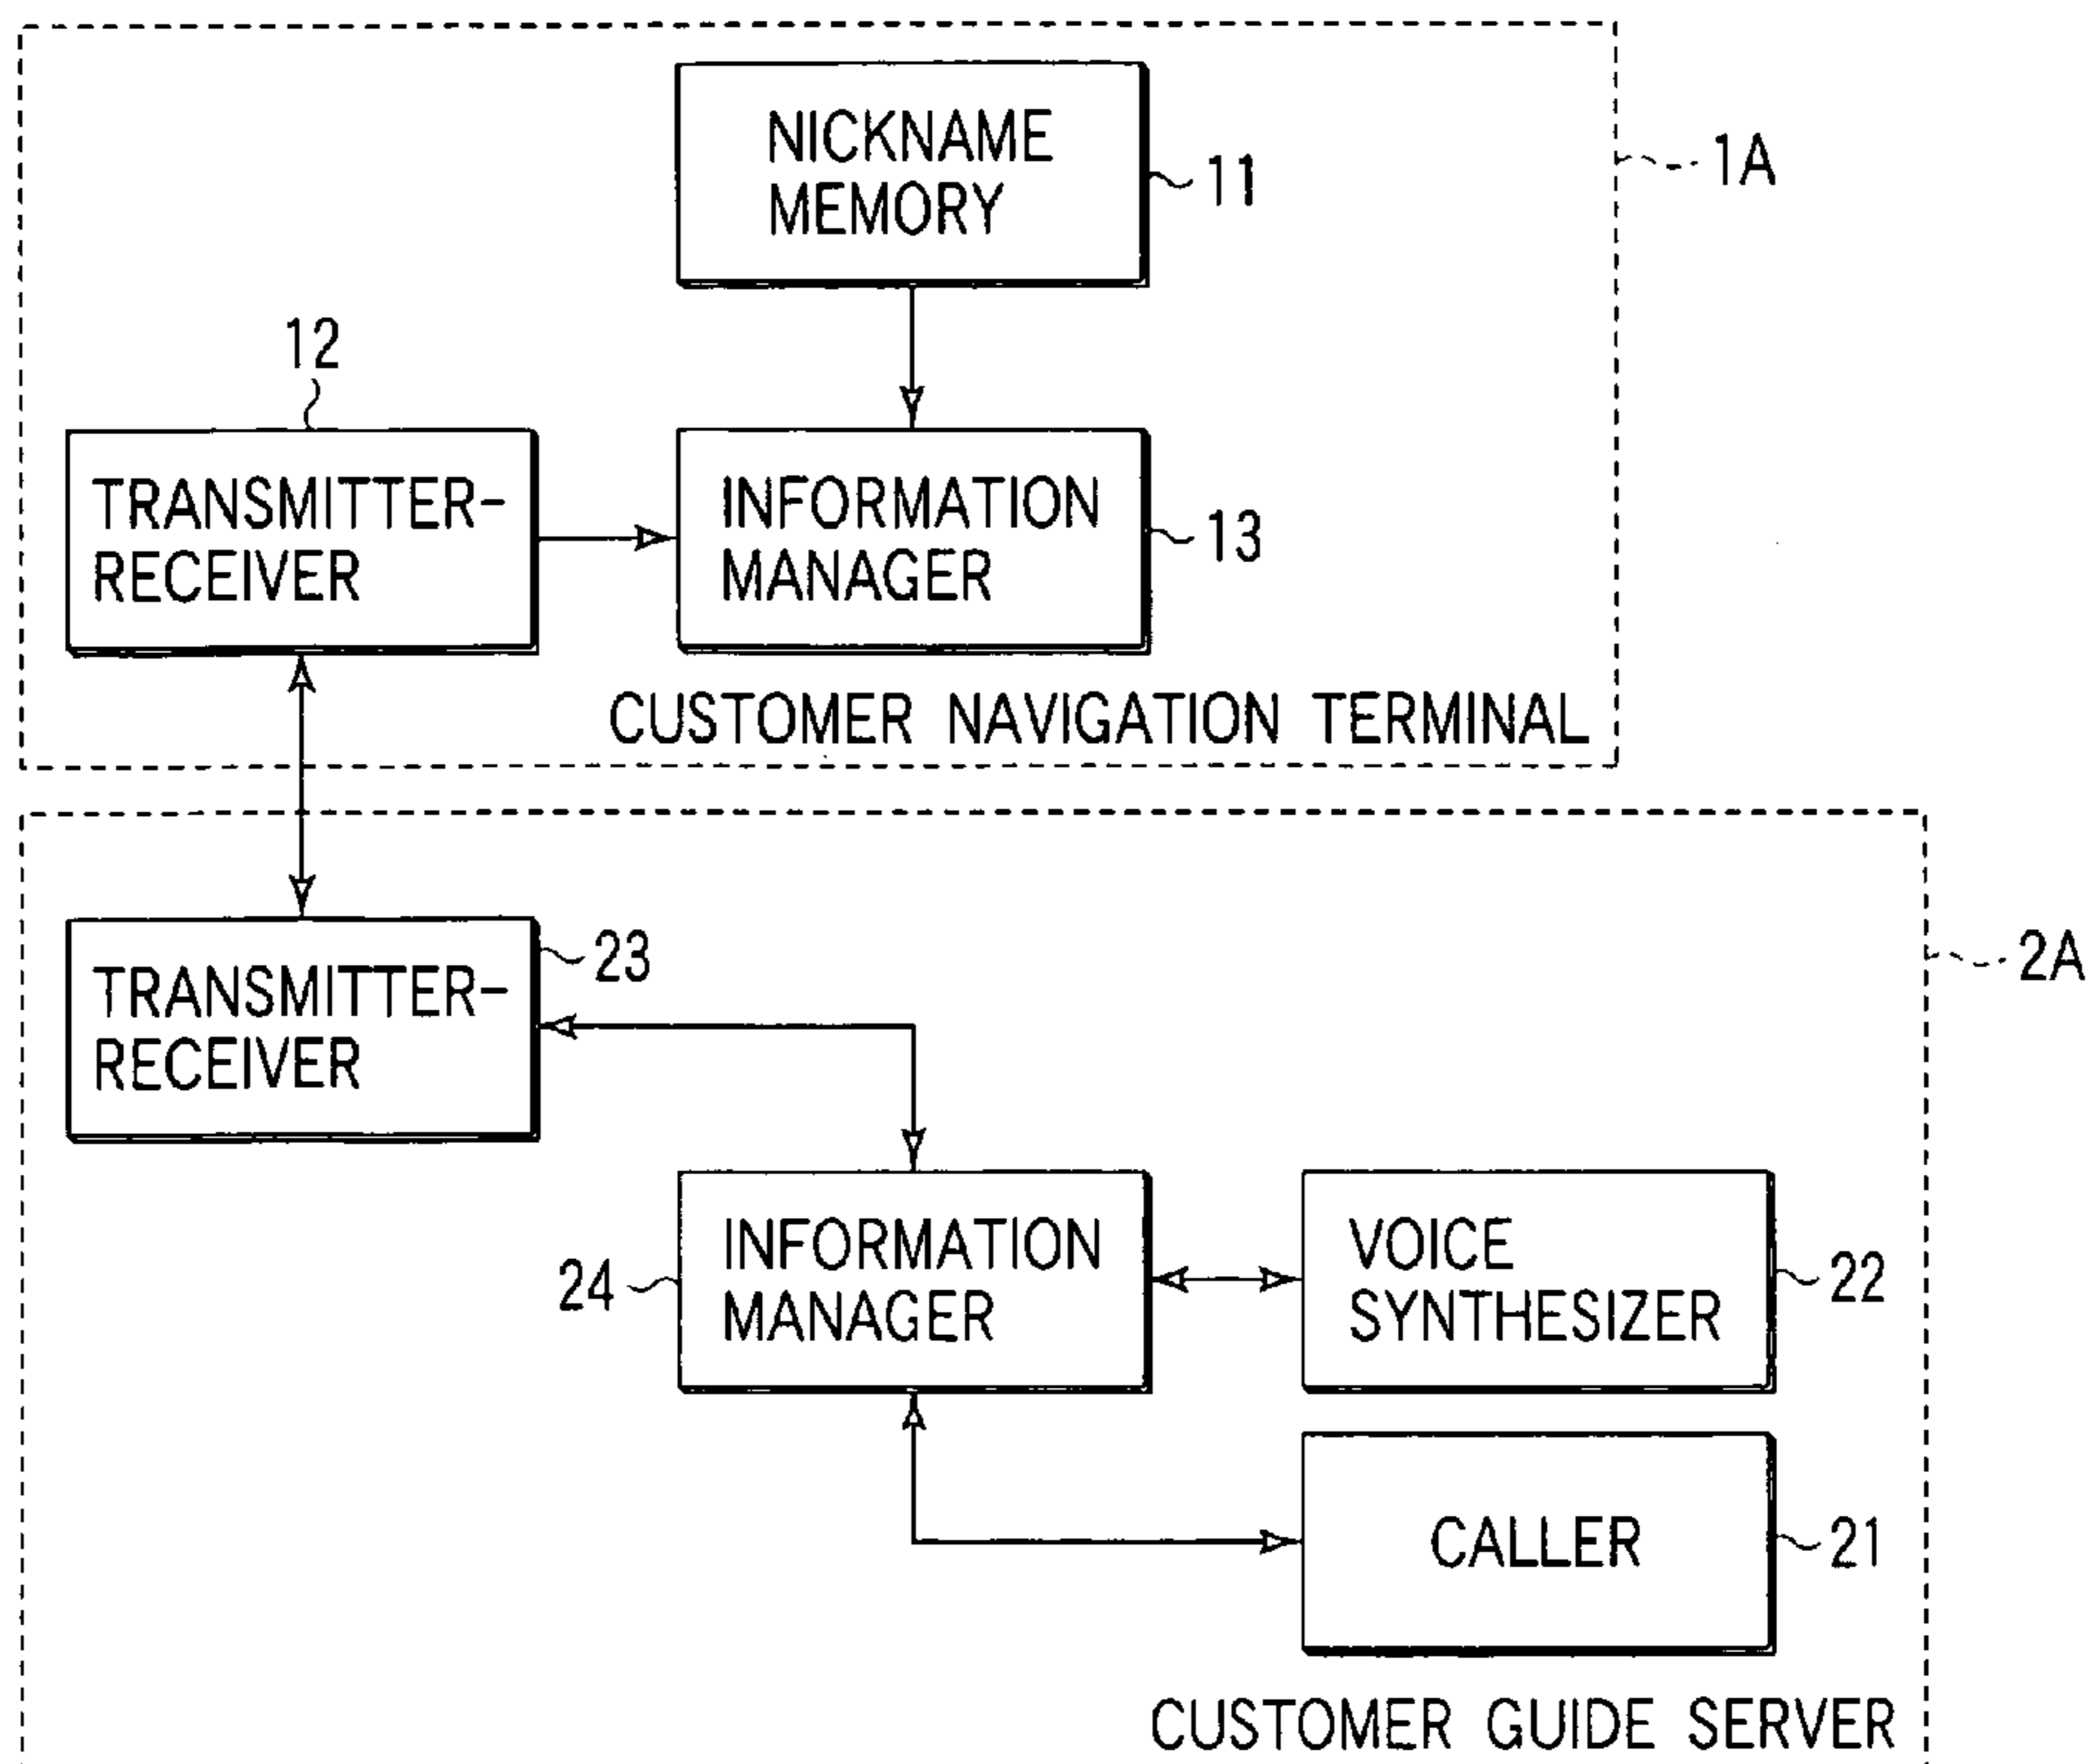 NICKNAME
MEMORY
11
1A
12
TRANSMITTER-
RECEIVER
INFORMATION
MANAGER
13
CUSTOMER NAVIGATION TERMINAL
TRANSMITTER-
RECEIVER
23
2A
INFORMATION
MANAGER
24
VOICE
SYNTHESIZER
22
CALLER
21
CUSTOMER GUIDE SERVER